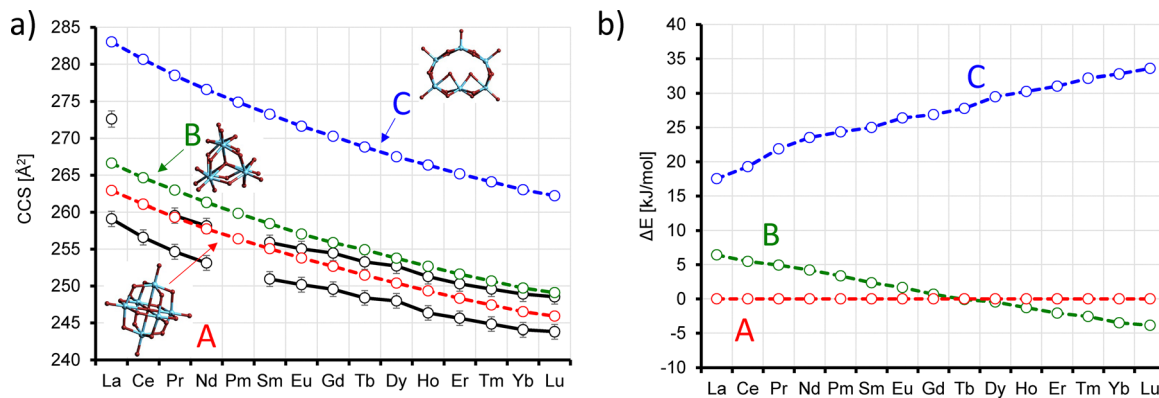 a)
CCS [Å²]
285
280
275
270
265
260
255
250
245
240
C
B
A
La Ce Pr Nd Pm Sm Eu Gd Tb Dy Ho Er Tm Yb Lu
b)
ΔE [kJ/mol]
40
35
30
25
20
15
10
5
0
-5
-10
C
B
A
La Ce Pr Nd Pm Sm Eu Gd Tb Dy Ho Er Tm Yb Lu